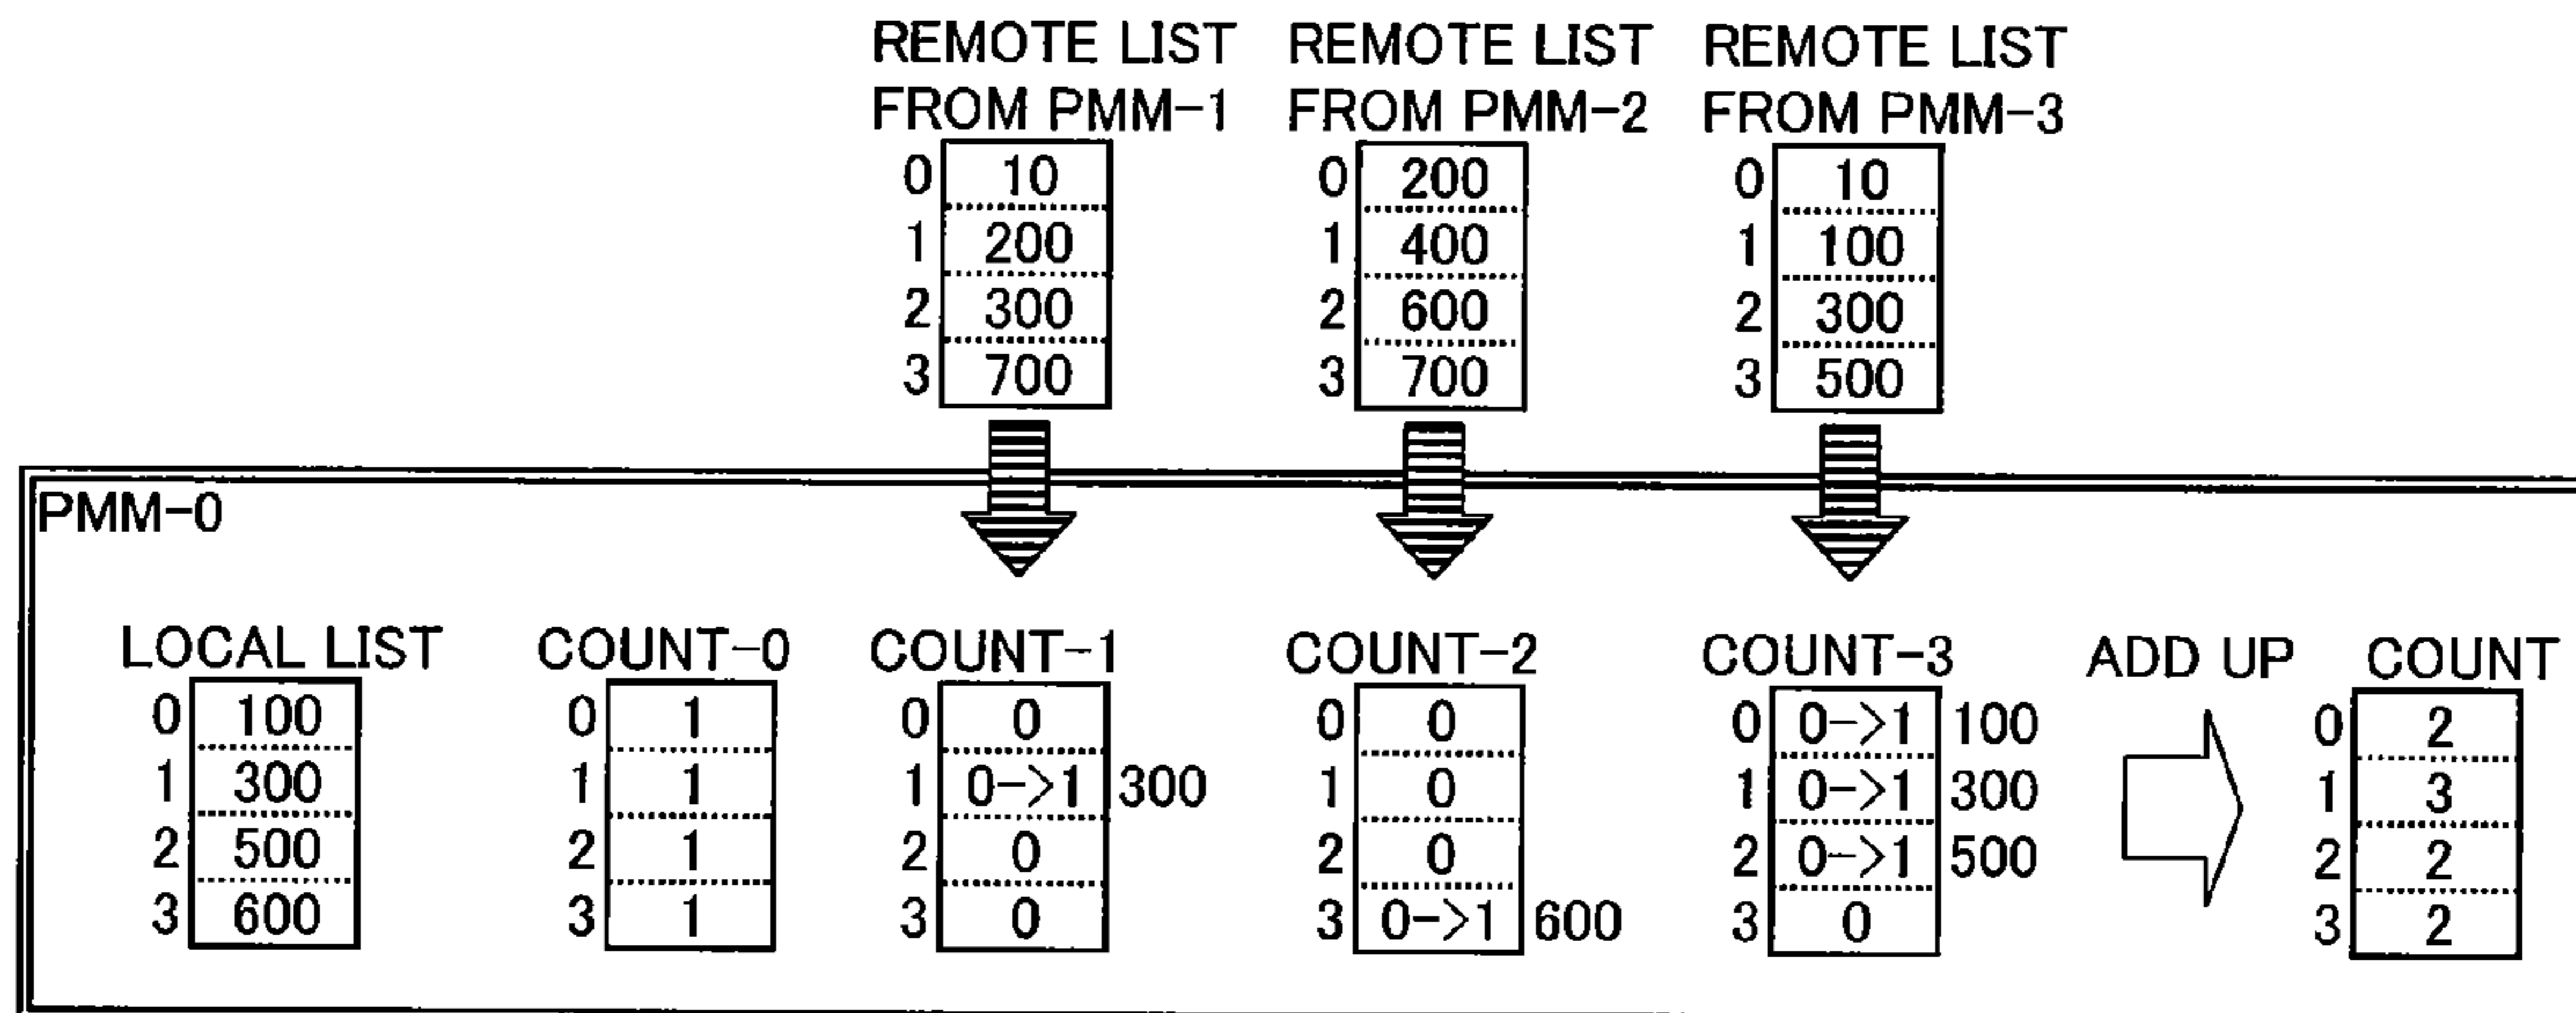 REMOTE LIST REMOTE LIST REMOTE LIST
FROM PMM-1 FROM PMM-2 FROM PMM-3
0 10 0 200 0 10
1 200 1 400 1 100
2 300 2 600 2 300
3 700 3 700 3 500
PMM-0
LOCAL LIST COUNT-0 COUNT-1 COUNT-2 COUNT-3 ADD UP COUNT
0 100 0 1 0 0 0 0 0 0->1 100 0 2
1 300 1 1 1 0->1 300 1 0 1 0->1 300 1 3
2 500 2 1 2 0 2 0 2 0->1 500 2 2
3 600 3 1 3 0 3 0->1 600 3 0 3 2